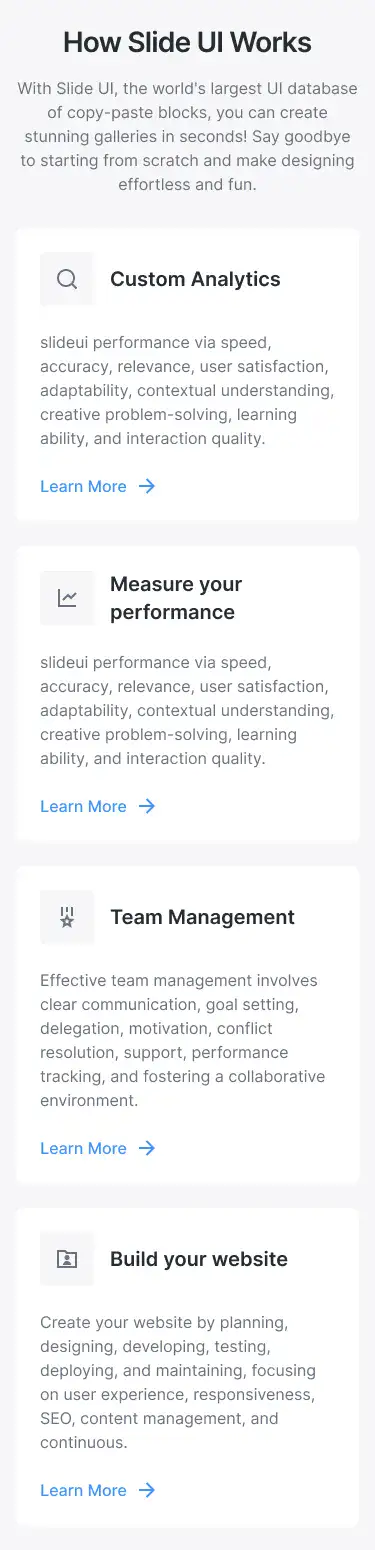 How Slide UI Works
With Slide UI, the world's largest UI database
of copy-paste blocks, you can create
stunning galleries in seconds! Say goodbye
to starting from scratch and make designing
effortless and fun.
Custom Analytics
slideui performance via speed,
accuracy, relevance, user satisfaction,
adaptability, contextual understanding,
creative problem-solving, learning
ability, and interaction quality.
Learn More
Measure your
performance
slideui performance via speed,
accuracy, relevance, user satisfaction,
adaptability, contextual understanding,
creative problem-solving, learning
ability, and interaction quality.
Learn More
Team Management
Effective team management involves
clear communication, goal setting,
delegation, motivation, conflict
resolution, support, performance
tracking, and fostering a collaborative
environment.
Learn More
Build your website
Create your website by planning,
designing, developing, testing,
deploying, and maintaining, focusing
on user experience, responsiveness,
SEO, content management, and
continuous.
Learn More